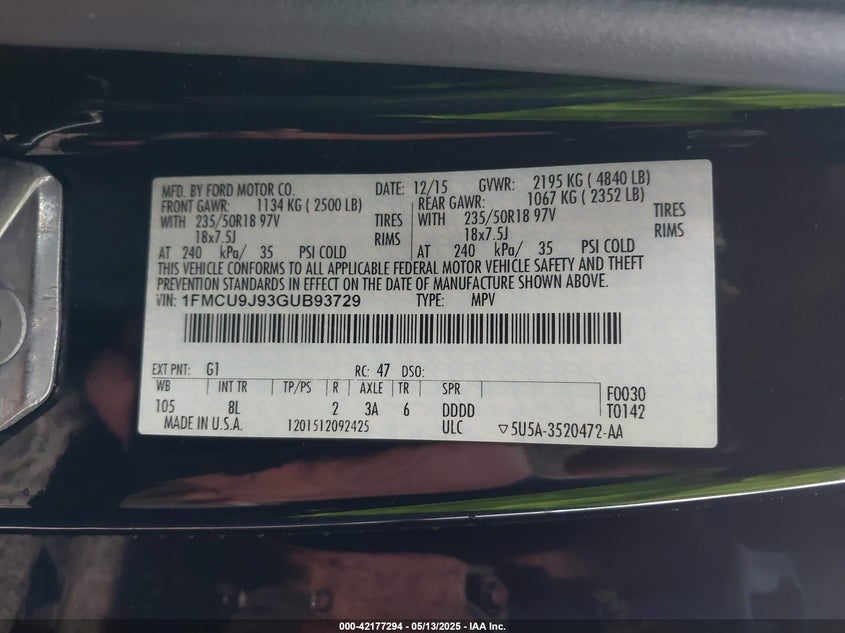 MFD. BY FORD MOTOR CO. DATE: 12/15 GVWR: 2195 KG ( 4840 LB)
FRONT GAWR: 1134 KG ( 2500 LB) REAR GAWR: 1067 KG ( 2352 LB)
WITH 235/50R18 97V TIRES WITH 235/50R18 97V TIRES
18x7.5J RIMS 18x7.5J RIMS
AT 240 kPa/ 35 PSI COLD AT 240 kPa/ 35 PSI COLD
THIS VEHICLE CONFORMS TO ALL APPLICABLE FEDERAL MOTOR VEHICLE SAFETY AND THEFT
PREVENTION STANDARDS IN EFFECT ON THE DATE OF MANUFACTURE SHOWN ABOVE.
VIN: 1FMCU9J93GUB93729 TYPE: MPV
EXT PNT: G1 RC: 47 DSO:
WB INT TR TP/PS R AXLE TR SPR F0030
105 8L 2 3A 6 DDDD T0142
MADE IN U.S.A. 1201512092425 ULC ▽5U5A-3520472-AA
000-42177294 - 05/13/2025 - IAA Inc.